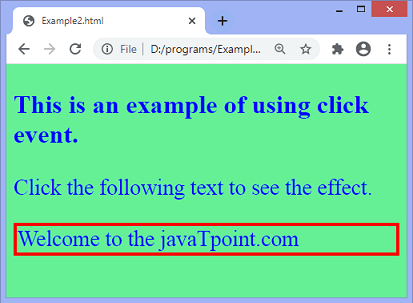 Example2.html
File | D:/programs/Exampl...
This is an example of using click
event.
Click the following text to see the effect.
Welcome to the javaTpoint.com